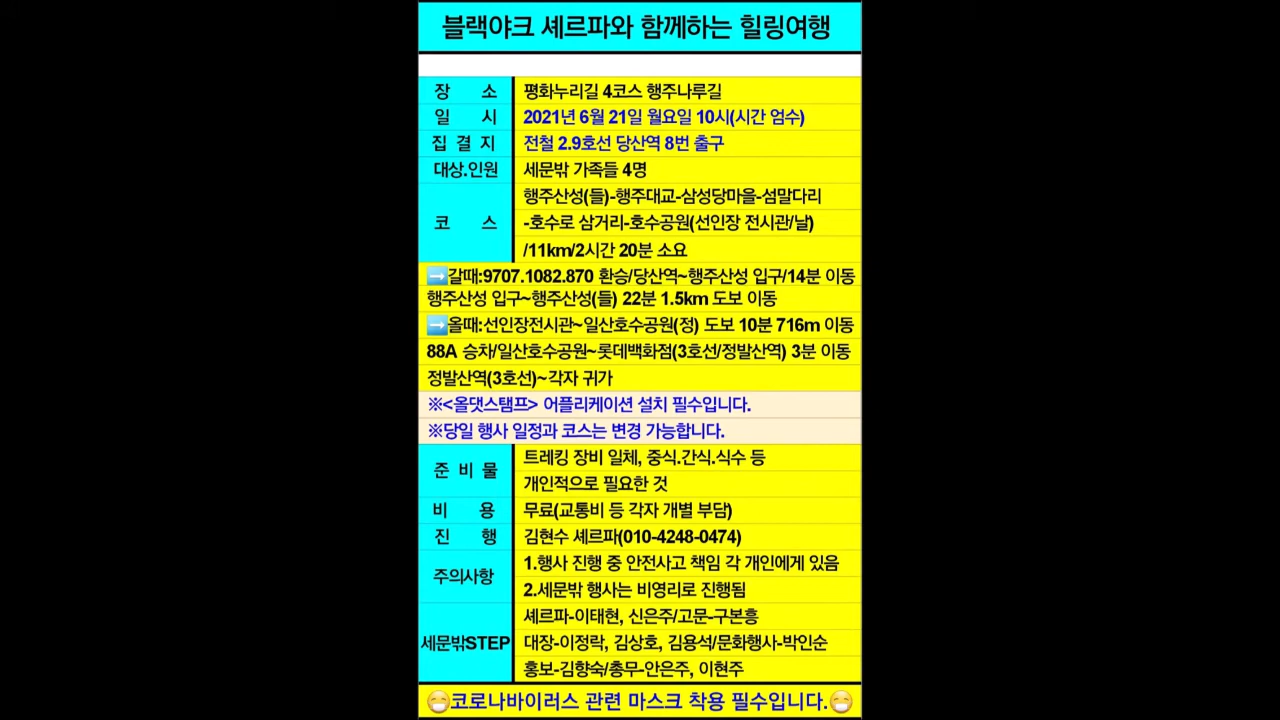 블랙야크 셰르파와 함께하는 힐링여행
장 소 평화누리길 4코스 행주나루길
일 시 2021년 6월 21일 월요일 10시(시간 엄수)
집 결 지 전철 2.9호선 당산역 8번 출구
대상.인원 세문밖 가족들 4명
코 스 행주산성(들)-행주대교-삼성당마을-섬말다리
-호수로 삼거리-호수공원(선인장 전시관/날)
/11km/2시간 20분 소요
➡갈때:9707.1082.870 환승/당산역~행주산성 입구/14분 이동
행주산성 입구~행주산성(들) 22분 1.5km 도보 이동
➡올때:선인장전시관~일산호수공원(정) 도보 10분 716m 이동
88A 승차/일산호수공원~롯데백화점(3호선/정발산역) 3분 이동
정발산역(3호선)~각자 귀가
※<올댓스탬프> 어플리케이션 설치 필수입니다.
※당일 행사 일정과 코스는 변경 가능합니다.
준 비 물 트레킹 장비 일체, 중식.간식.식수 등
개인적으로 필요한 것
비 용 무료(교통비 등 각자 개별 부담)
진 행 김현수 셰르파(010-4248-0474)
주의사항 1.행사 진행 중 안전사고 책임 각 개인에게 있음
2.세문밖 행사는 비영리로 진행됨
세문밖STEP 셰르파-이태현, 신은주/고문-구본흥
대장-이정락, 김상호, 김용석/문화행사-박인순
홍보-김향숙/총무-안은주, 이현주
😷코로나바이러스 관련 마스크 착용 필수입니다.😷